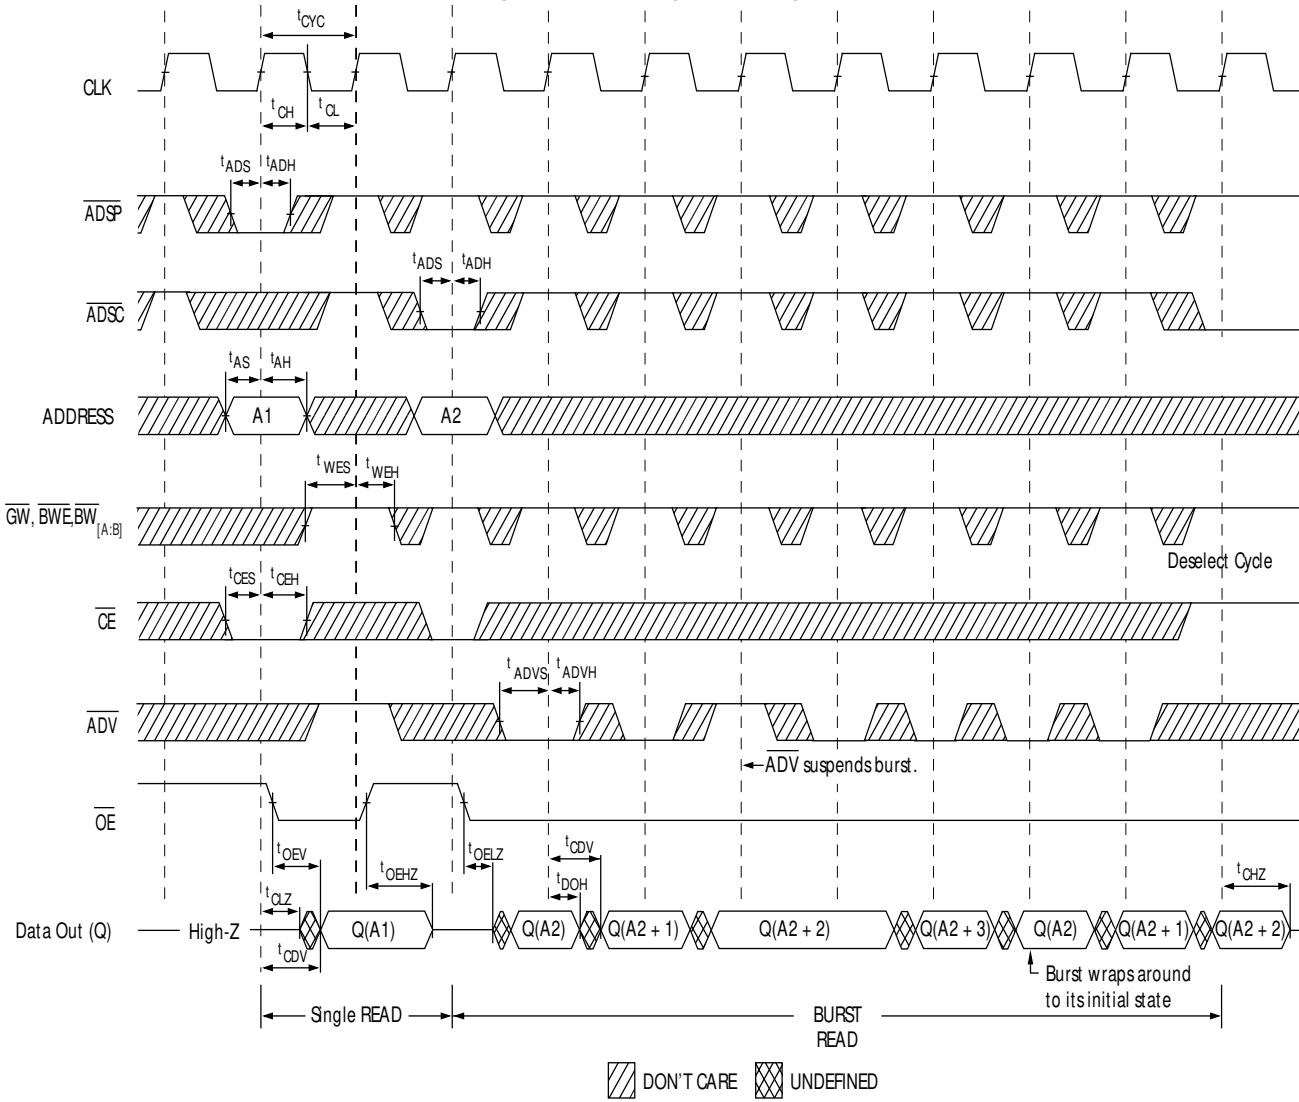 tCYC
CLK
tCH
tCL
tADS
tADH
ADSP
tADS
tADH
ADSC
tAS
tAH
ADDRESS
A1
A2
tWES
tWEH
GW, BWE,BW[A:B]
Deselect Cycle
tCES
tCEH
CE
tADVS
tADVH
ADV
ADV suspends burst.
OE
tOEV
tOEHZ
tOELZ
tCDV
tCLZ
tDOH
tCHZ
Data Out (Q)
High-Z
Q(A1)
Q(A2)
Q(A2 + 1)
Q(A2 + 2)
Q(A2 + 3)
Q(A2)
Q(A2 + 1)
Q(A2 + 2)
tCDV
Burst wraps around
to its initial state
Single READ
BURST
READ
DON'T CARE
UNDEFINED